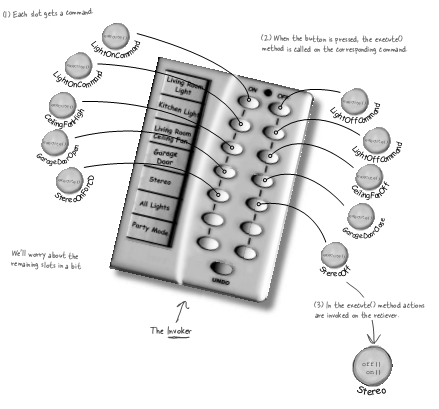 (1) Each slot gets a command.
(2) When the button is pressed, the execute()
method is called on the corresponding command.
LightOnCommand
LightOnCommand
CeilingFanHigh
GarageDoorOpen
StereoOnForCD
ON
OFF
Living Room
Light
Kitchen Light
Living Room
Ceiling Fan
Garage
Door
Stereo
All Lights
Party Mode
UNDO
LightOffCommand
LightOffCommand
CeilingFanOff
GarageDoorClose
StereoOff
We'll worry about the
remaining slots in a bit.
The Invoker
(3) In the execute() method actions
are invoked on the reciever.
off()
on()
Stereo